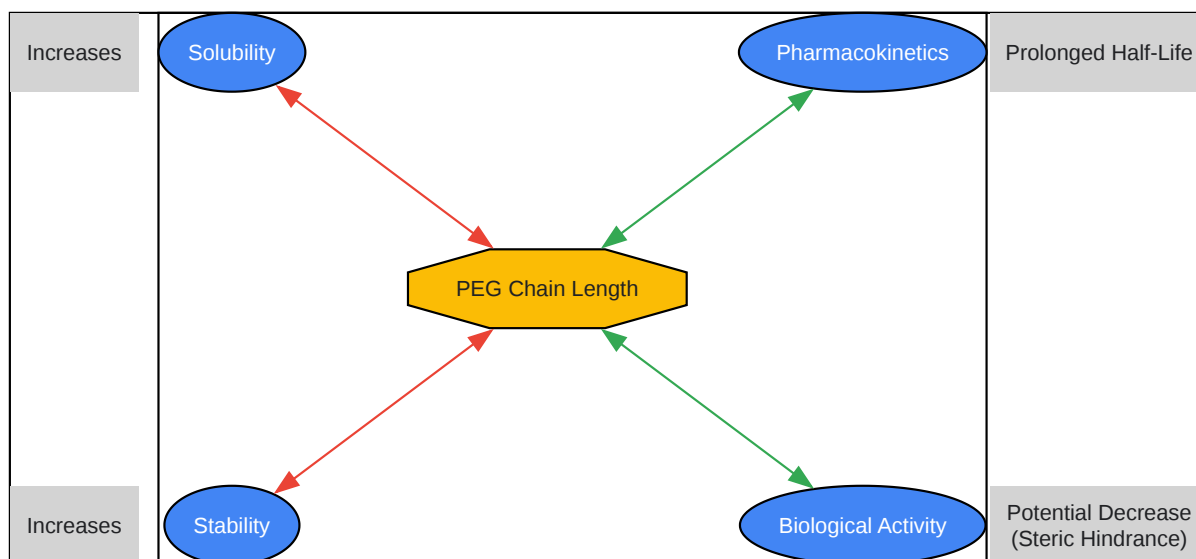 Increases
Solubility
Pharmacokinetics
Prolonged Half-Life
PEG Chain Length
Increases
Stability
Biological Activity
Potential Decrease
(Steric Hindrance)